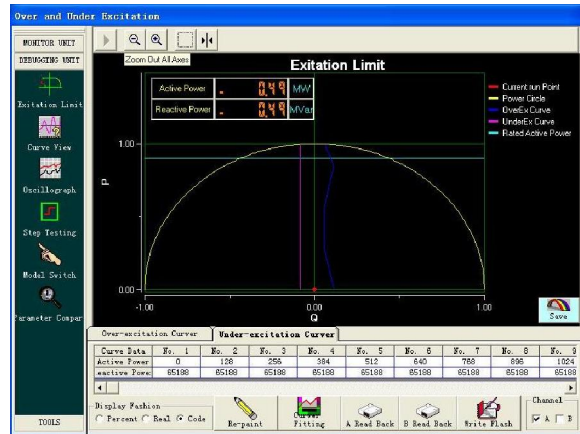 Over and Under Excitation
MONITOR UNIT
DEBUGGING UNIT
Exitation Limit
Curve View
Oscillograph
Step Testing
Model Switch
Parameter Compar
TOOLS
Zoom Out All Axes
Exitation Limit
Active Power - 0.49 MW
Reactive Power - 0.49 MVar
Current run Point
Power Circle
OverEx Curve
UnderEx Curve
Rated Active Power
P
1.00
0.00
-1.00 0.00 1.00
Q
Save
Over-excitation Curver Under-excitation Curver
Curve Data No. 1 No. 2 No. 3 No. 4 No. 5 No. 6 No. 7 No. 8 No. 9
Active Power 0 128 256 384 512 640 768 896 1024
eactive Powe 65188 65188 65188 65188 65188 65188 65188 65188 65188
Display Fashion
Percent Real Code
Re-paint
Curver Fitting
A Read Back
B Read Back
Write Flash
Channel
A B